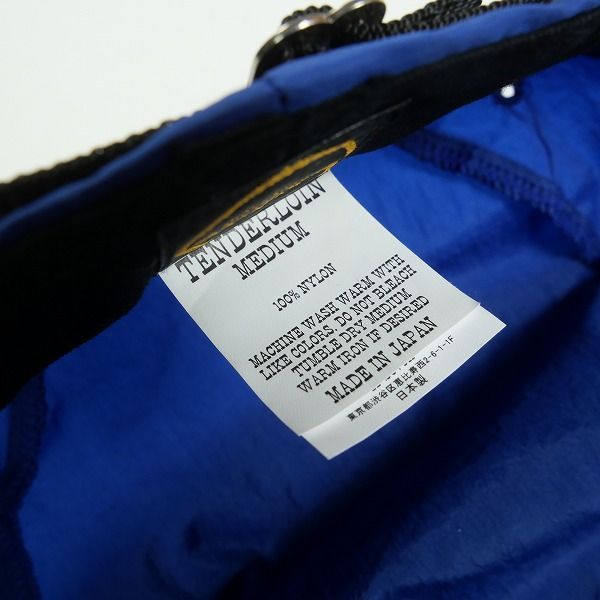 TENDERLOIN
MEDIUM
100% NYLON
MACHINE WASH WARM WITH
LIKE COLORS. DO NOT BLEACH
TUMBLE DRY MEDIUM
WARM IRON IF DESIRED
MADE IN JAPAN
東京都渋谷区恵比寿西2-6-1-1F
日本製